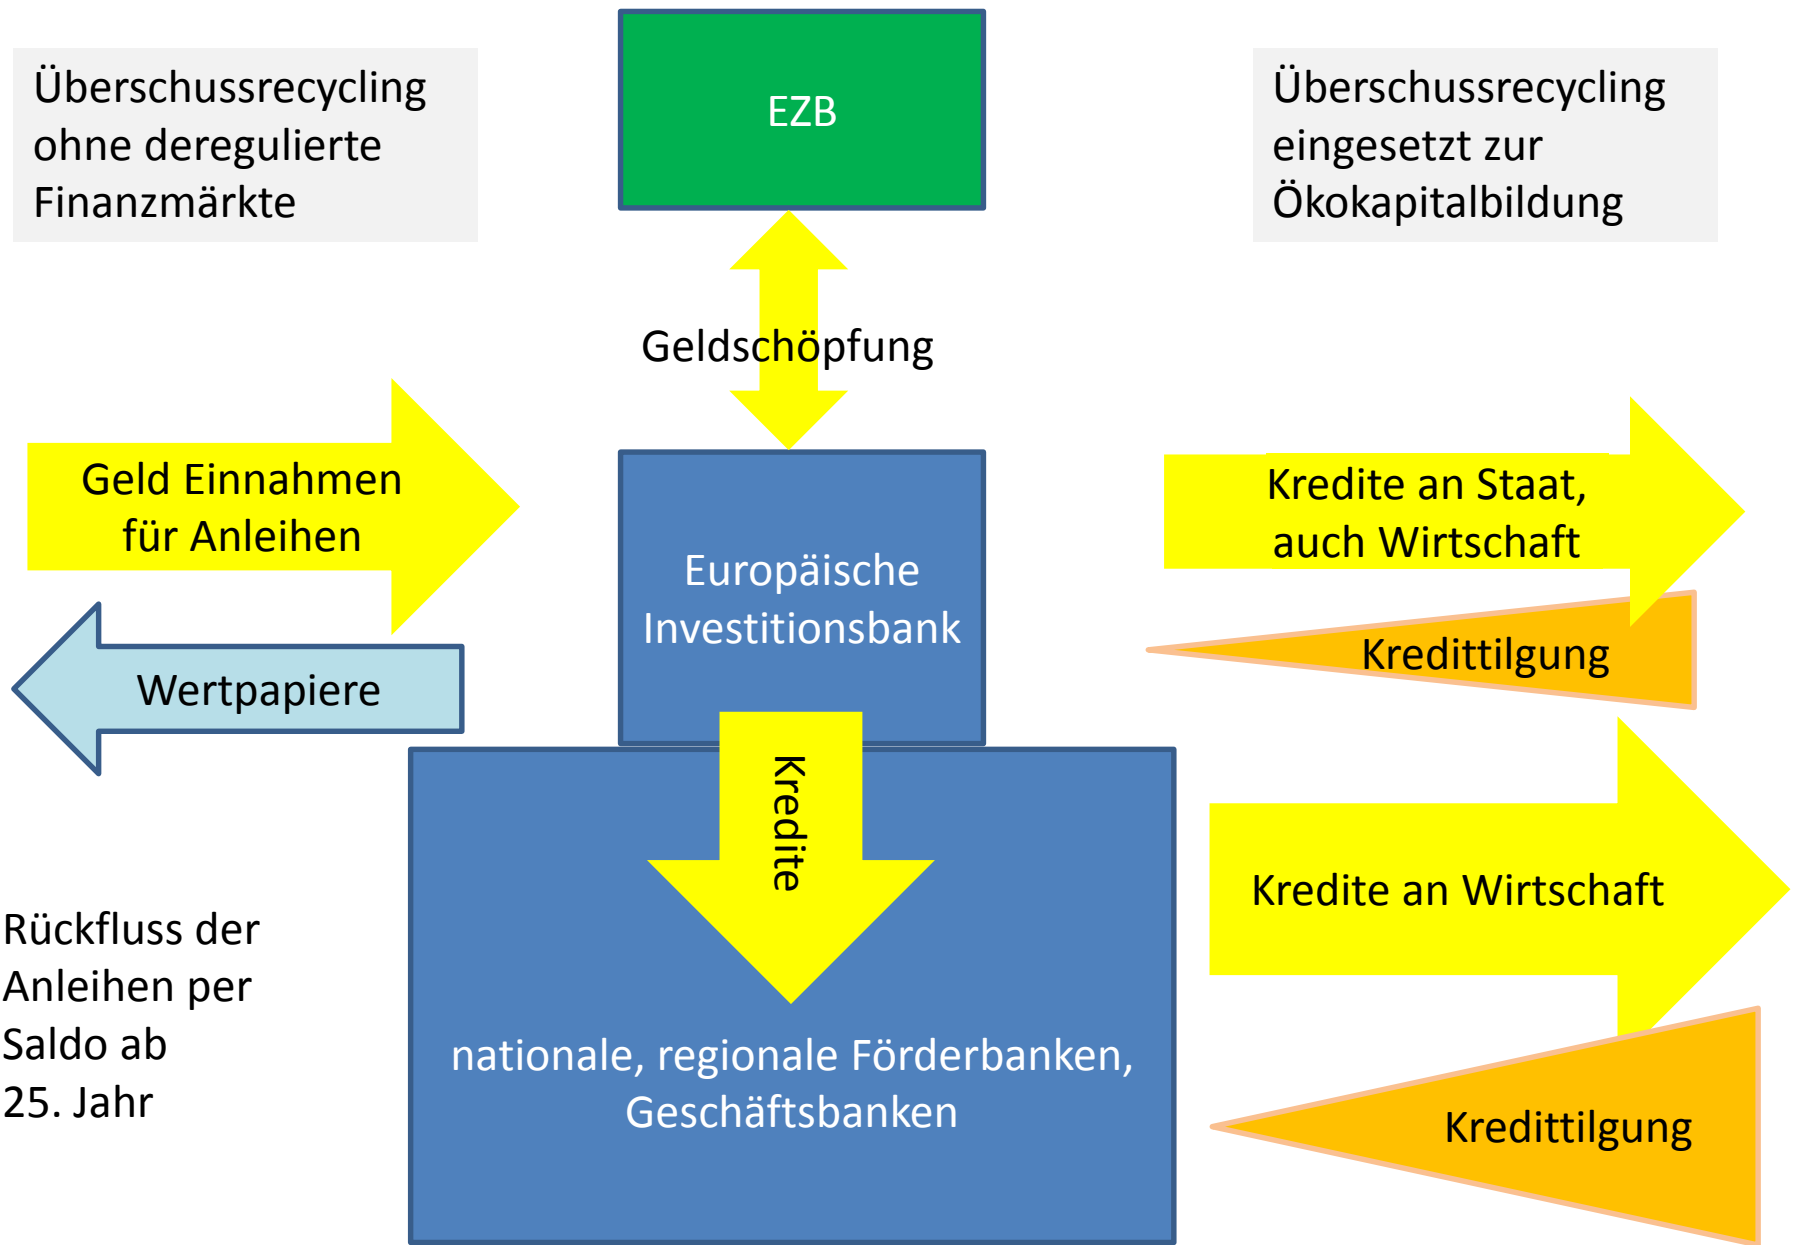 Überschussrecycling
ohne deregulierte
Finanzmärkte
EZB
Überschussrecycling
eingesetzt zur
Ökokapitalbildung
Geldschöpfung
Geld Einnahmen
für Anleihen
Wertpapiere
Europäische
Investitionsbank
Kredite an Staat,
auch Wirtschaft
Kredittilgung
Kredite
Kredite an Wirtschaft
Rückfluss der
Anleihen per
Saldo ab
25. Jahr
nationale, regionale Förderbanken,
Geschäftsbanken
Kredittilgung